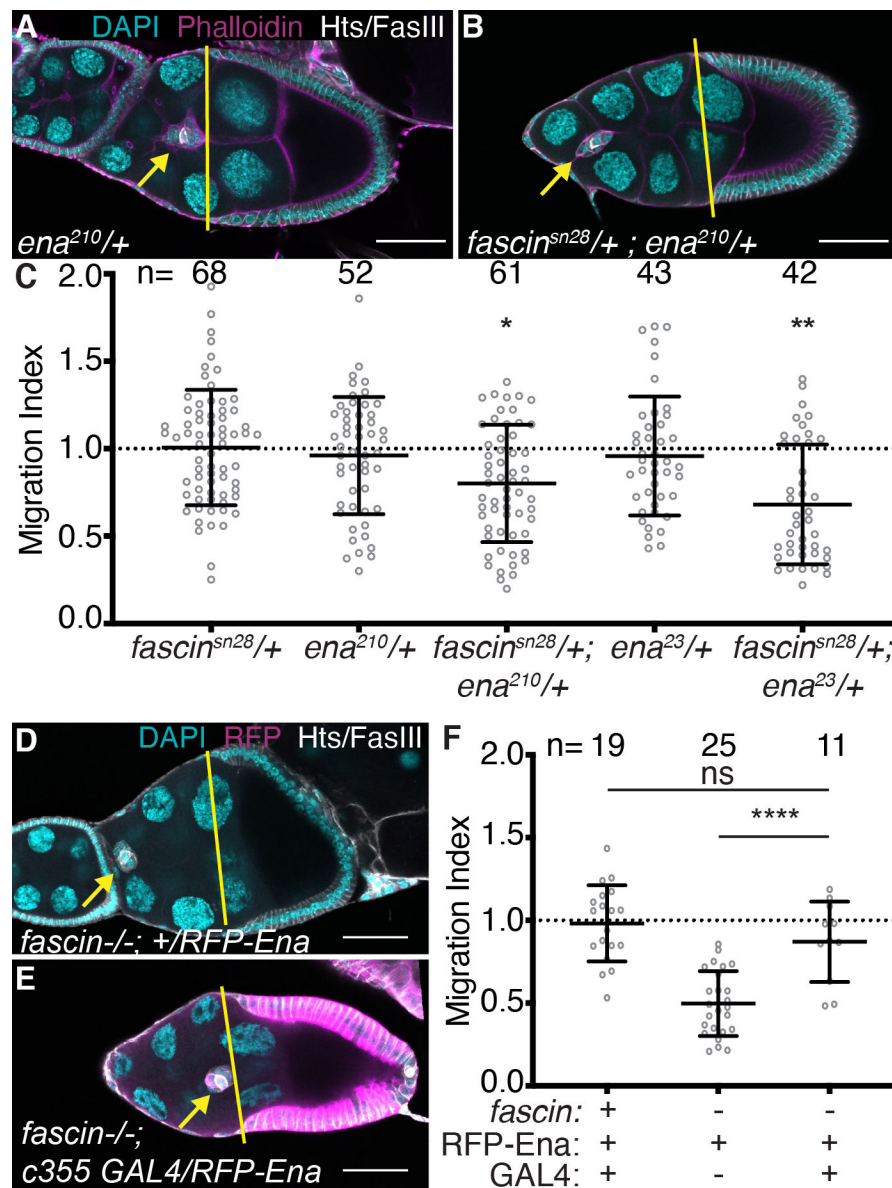 A DAPI Phalloidin Hts/FasIII
ena210/+
B
fascinsn28/+ ; ena210/+
C
n= 68 52 61 43 42
2.0
1.5
1.0
0.5
0.0
Migration Index
* **
fascinsn28/+ ena210/+ fascinsn28/+; ena23/+ fascinsn28/+;
ena210/+ ena23/+
D DAPI RFP Hts/FasIII
fascin-/-; +/RFP-Ena
E
fascin-/-;
c355 GAL4/RFP-Ena
F
n= 19 25 11
ns
****
2.0
1.5
1.0
0.5
0.0
Migration Index
fascin: + - -
RFP-Ena: + + +
GAL4: + - +